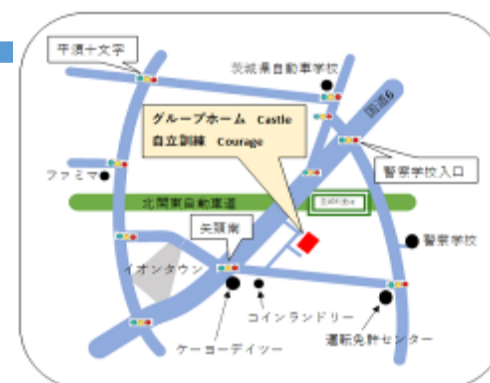 平須十文字
茨城県自動車学校
国道6
グループホーム Castle
自立訓練 Courage
ファミマ
警察学校入口
北関東自動車道
矢頭南
警察学校
イオンタウン
コインランドリー
運転免許センター
ケーヨーデイツー